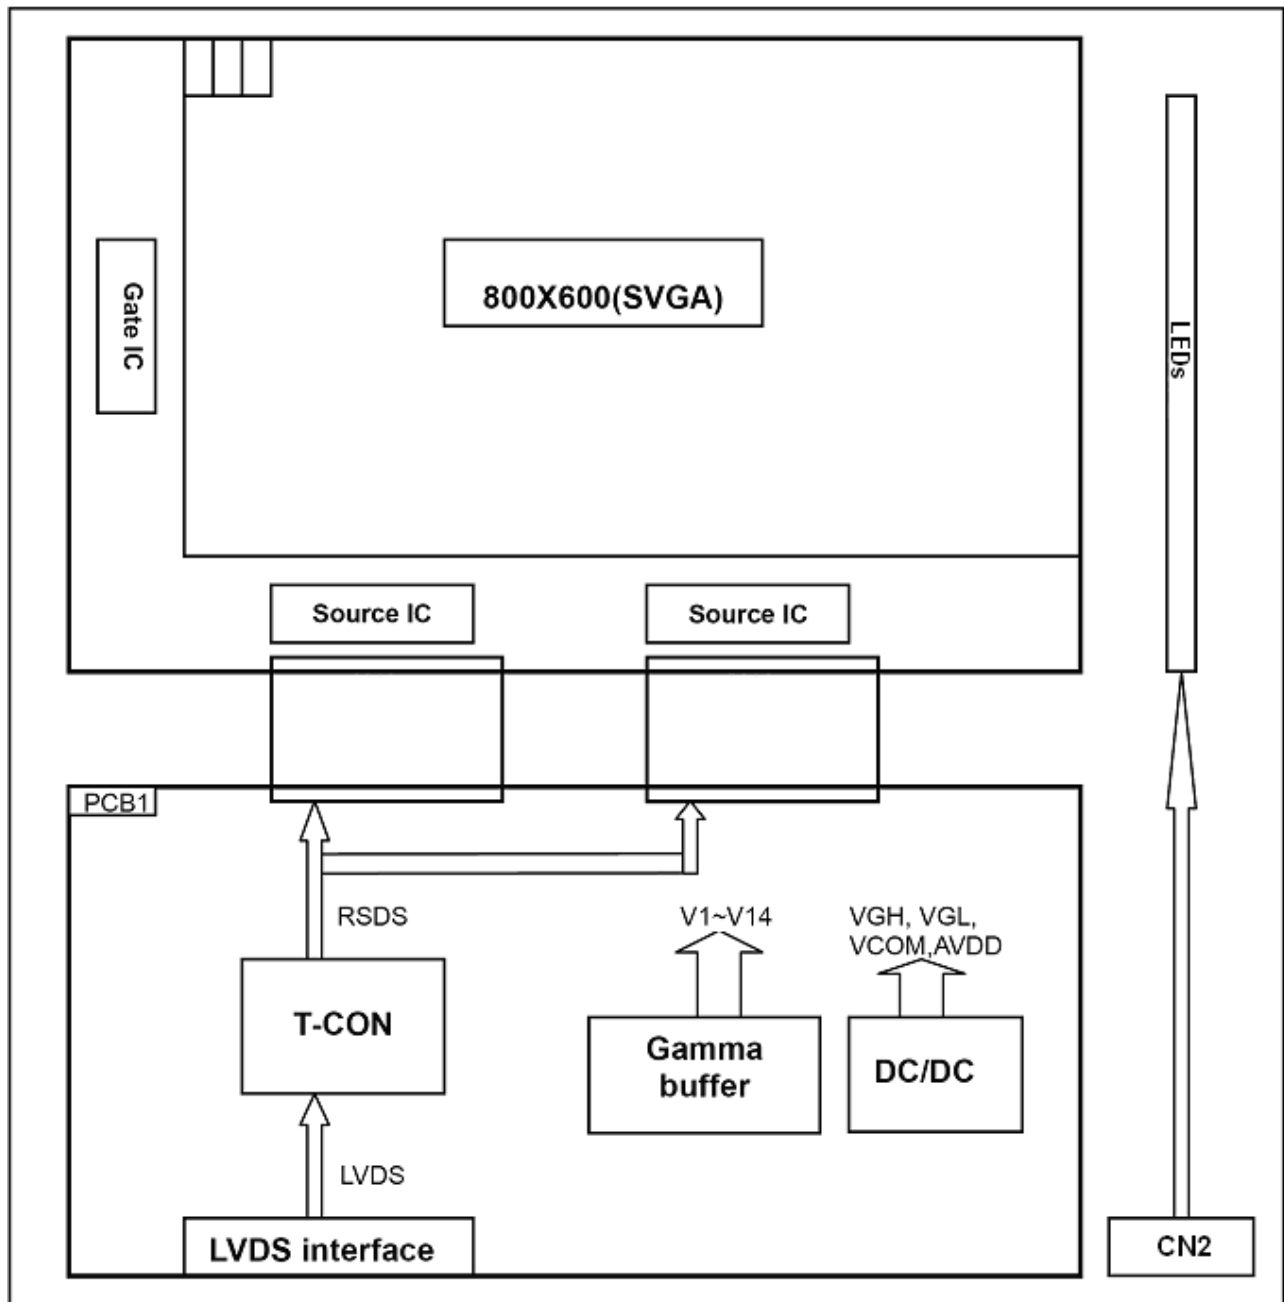 800X600(SVGA)
Gate IC
LEDs
Source IC
Source IC
PCB1
RSDS
V1~V14
VGH, VGL,
VCOM,AVDD
T-CON
Gamma
buffer
DC/DC
LVDS
LVDS interface
CN2